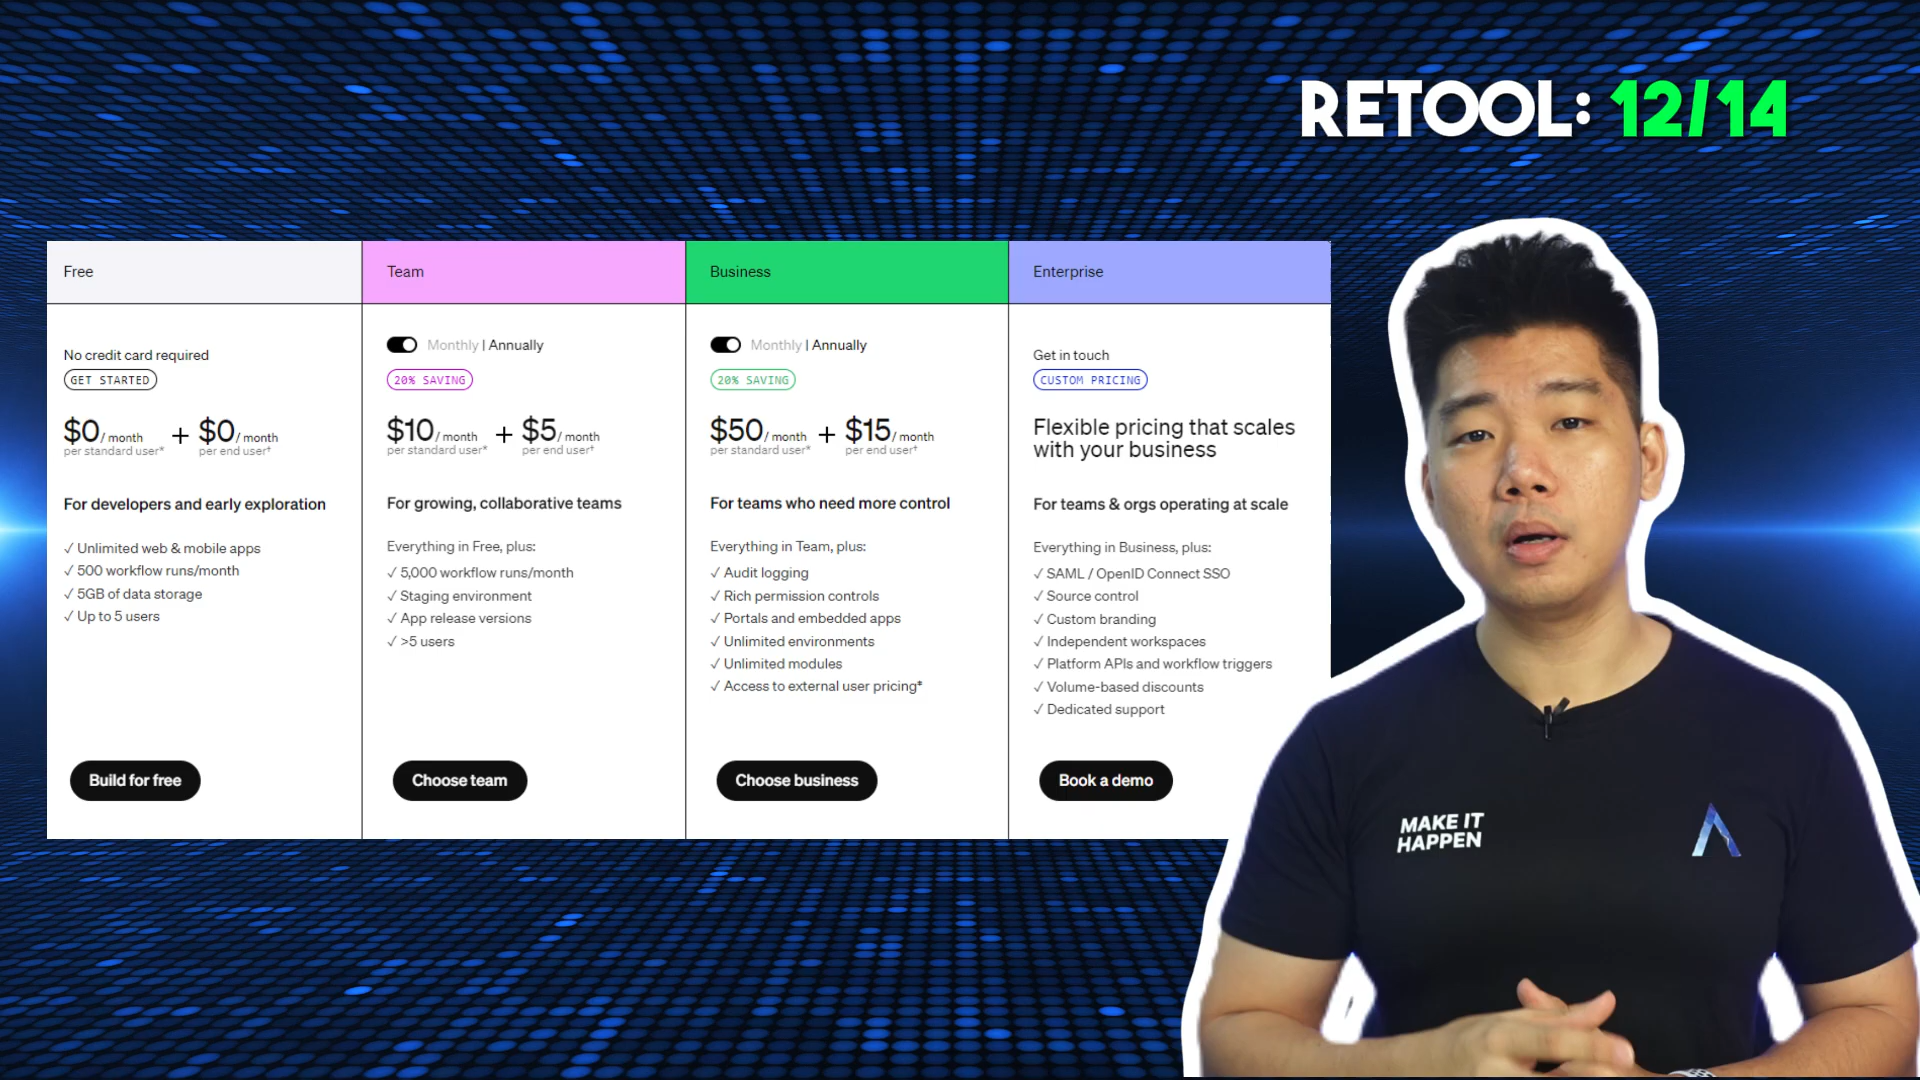 RETOOL: 12/14
Free
No credit card required
GET STARTED
$0 / month + $0 / month
per standard user* per end user†
For developers and early exploration
✓ Unlimited web & mobile apps
✓ 500 workflow runs/month
✓ 5GB of data storage
✓ Up to 5 users
Build for free
Team
Monthly | Annually
20% SAVING
$10 / month + $5 / month
per standard user* per end user†
For growing, collaborative teams
Everything in Free, plus:
✓ 5,000 workflow runs/month
✓ Staging environment
✓ App release versions
✓ >5 users
Choose team
Business
Monthly | Annually
20% SAVING
$50 / month + $15 / month
per standard user* per end user†
For teams who need more control
Everything in Team, plus:
✓ Audit logging
✓ Rich permission controls
✓ Portals and embedded apps
✓ Unlimited environments
✓ Unlimited modules
✓ Access to external user pricing*
Choose business
Enterprise
Get in touch
CUSTOM PRICING
Flexible pricing that scales
with your business
For teams & orgs operating at scale
Everything in Business, plus:
✓ SAML / OpenID Connect SSO
✓ Source control
✓ Custom branding
✓ Independent workspaces
✓ Platform APIs and workflow triggers
✓ Volume-based discounts
✓ Dedicated support
Book a demo
MAKE IT
HAPPEN